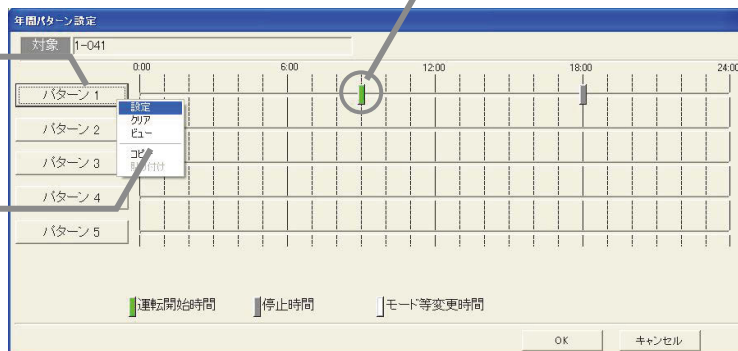 年間パターン設定
対象 1-041
0:00 6:00 12:00 18:00 24:00
パターン 1
設定
クリア
ビュー
パターン 2
パターン 3
パターン 4
パターン 5
運転開始時間 停止時間 モード等変更時間
OK キャンセル